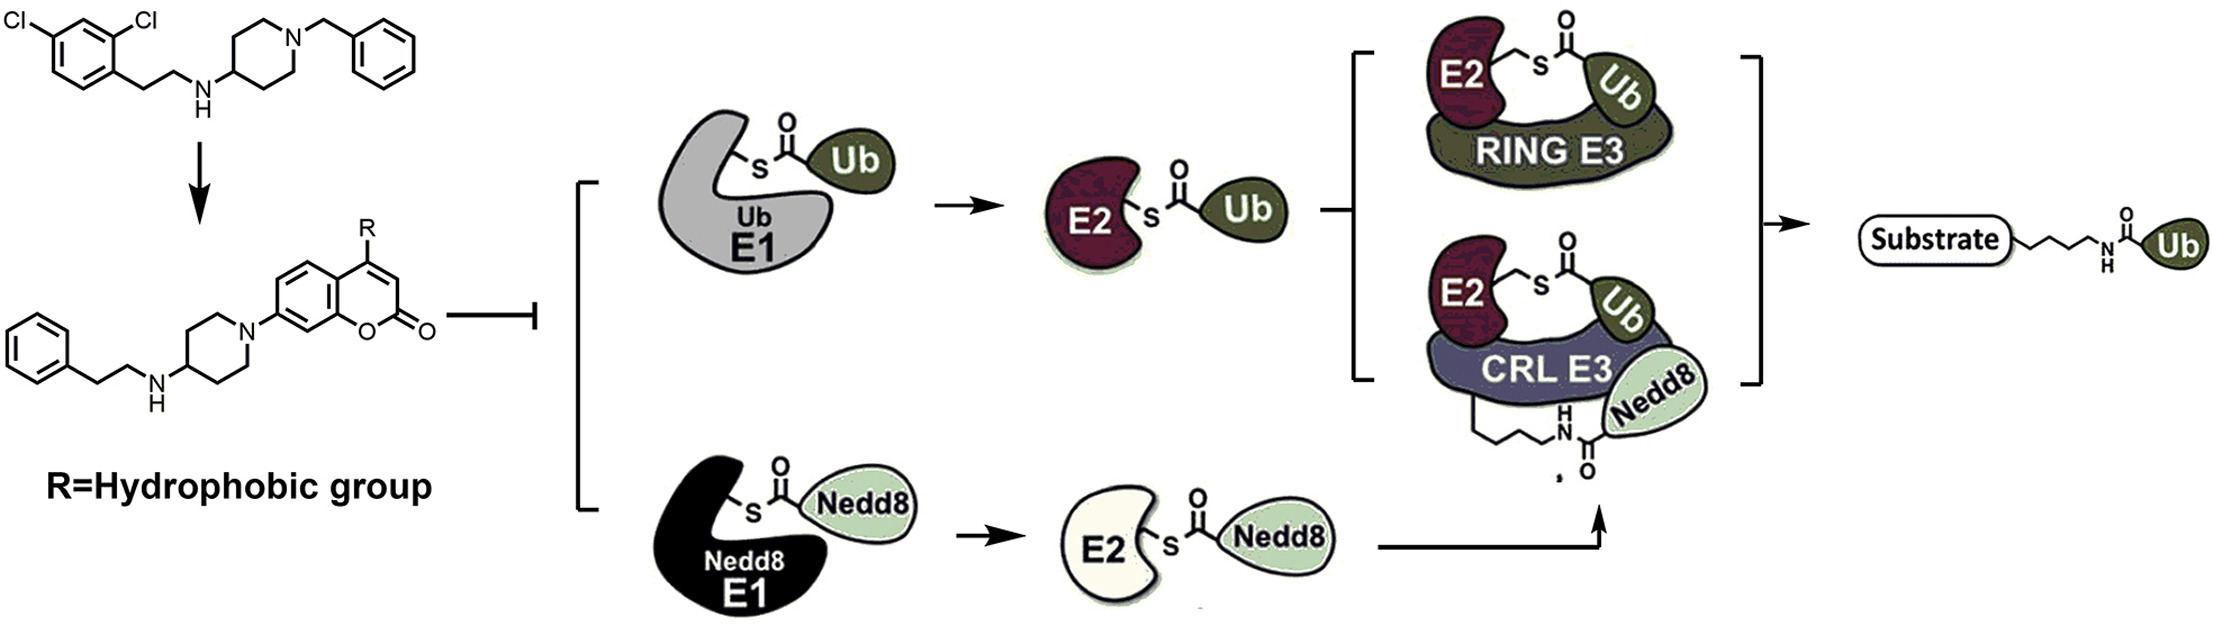 Cl
Cl
N
N
H
R
N
O
O
N
H
R=Hydrophobic group
O
S
Ub
Ub
E1
O
S
Nedd8
Nedd8
E1
E2
O
S
Ub
E2
O
S
Nedd8
E2
O
S
Ub
RING E3
E2
O
S
Ub
CRL E3
Nedd8
H
N
O
,
Substrate
N
H
O
Ub